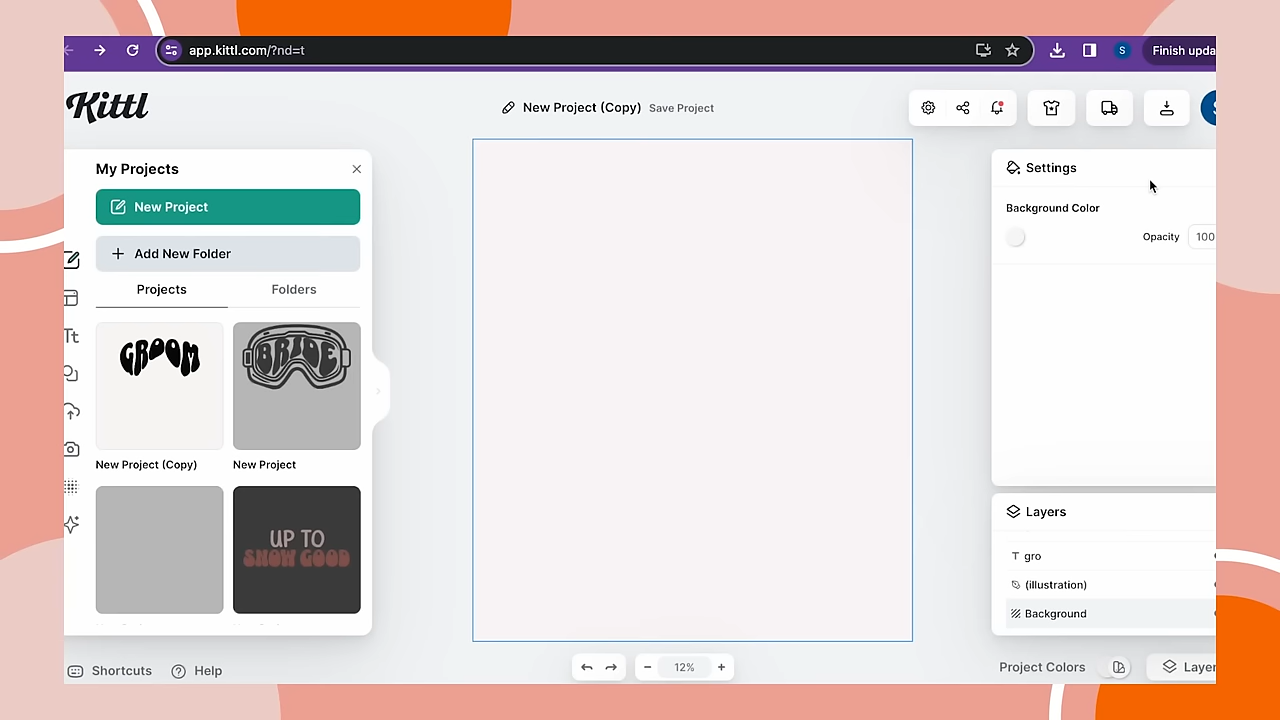 app.kittl.com/?nd=t
S
Finish upda
Kittl
New Project (Copy) Save Project
My Projects
New Project
Add New Folder
Projects Folders
GROOM
BRIDE
New Project (Copy)
New Project
UP TO
SNOW GOOD
Settings
Background Color
Opacity 100
Layers
gro
(illustration)
Background
Shortcuts
Help
12%
Project Colors
Layer